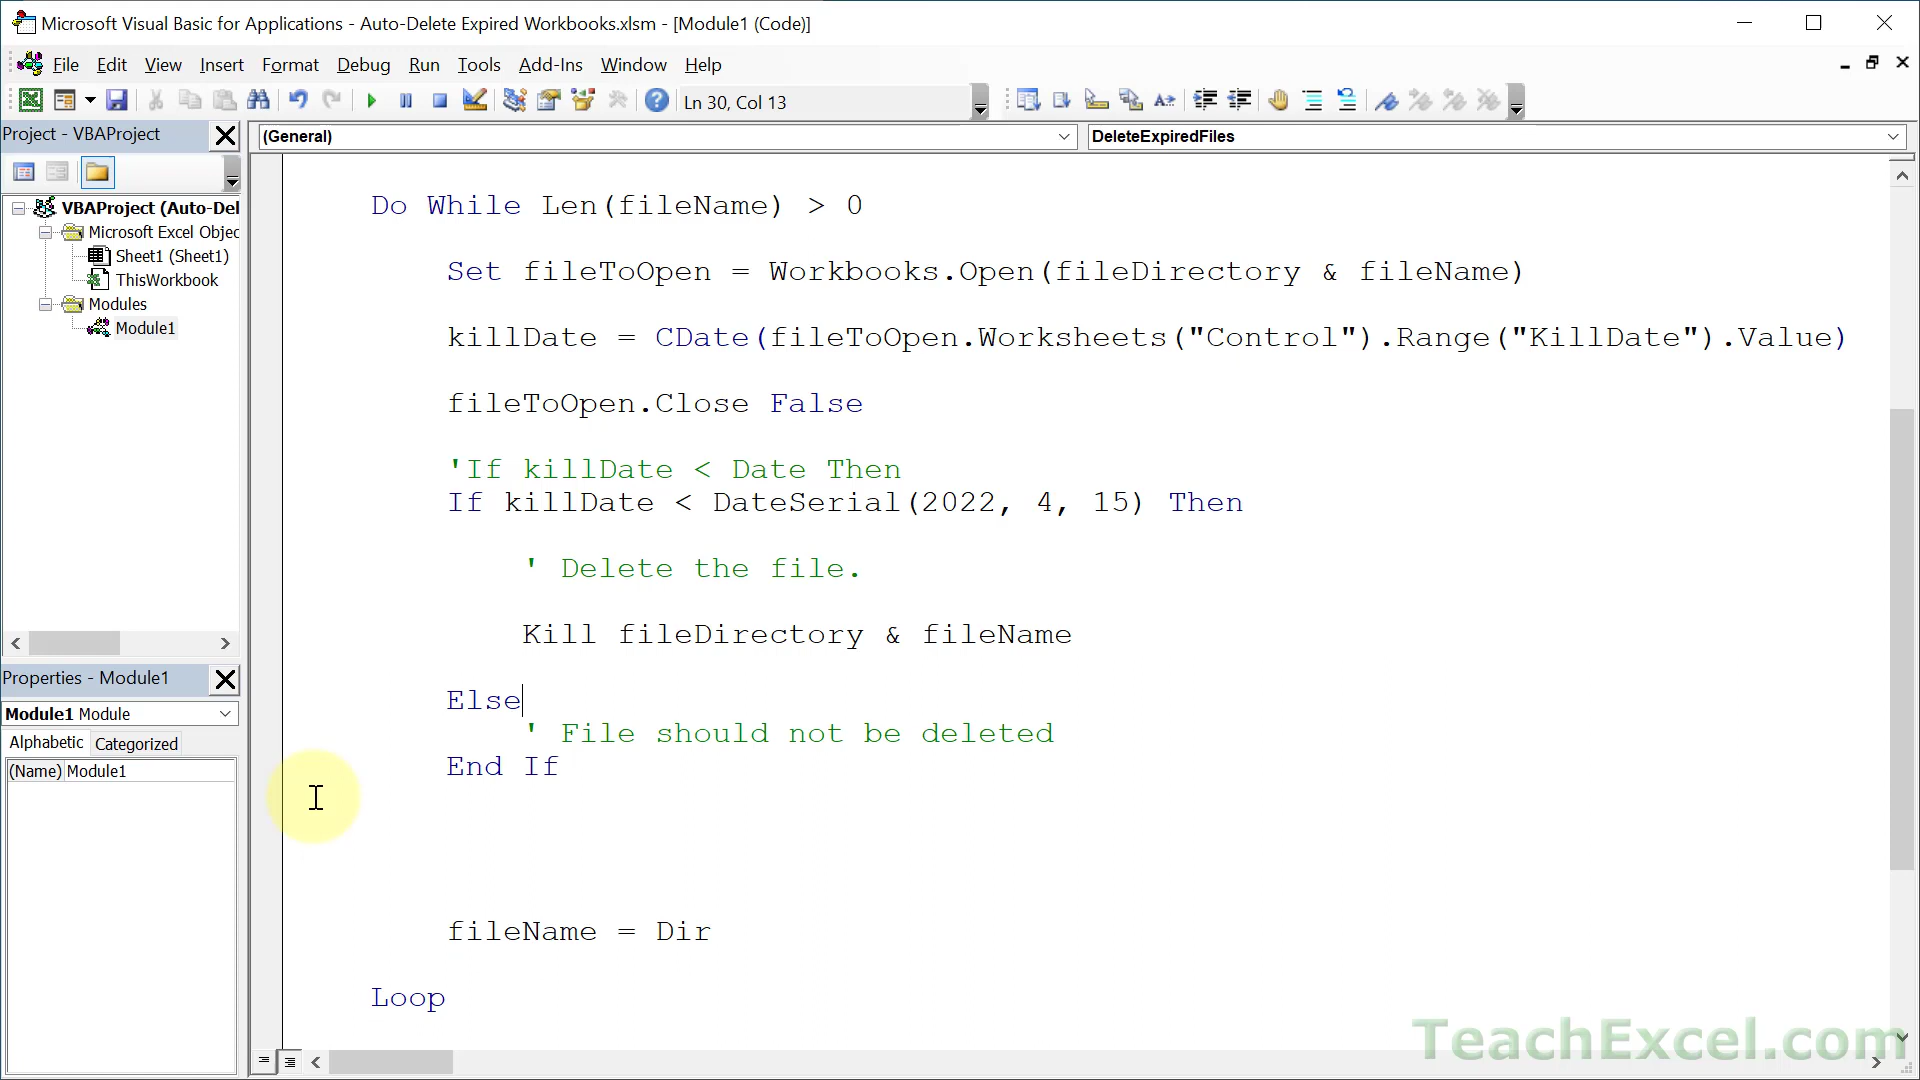 Microsoft Visual Basic for Applications - Auto-Delete Expired Workbooks.xlsm - [Module1 (Code)]
File Edit View Insert Format Debug Run Tools Add-Ins Window Help
Ln 30, Col 13
Project - VBAProject
(General)
DeleteExpiredFiles
VBAProject (Auto-Del
Microsoft Excel Objec
Sheet1 (Sheet1)
ThisWorkbook
Modules
Module1
Properties - Module1
Module1 Module
Alphabetic Categorized
(Name) Module1
Do While Len(fileName) > 0
Set fileToOpen = Workbooks.Open(fileDirectory & fileName)
killDate = CDate(fileToOpen.Worksheets("Control").Range("KillDate").Value)
fileToOpen.Close False
'If killDate < Date Then
If killDate < DateSerial(2022, 4, 15) Then
' Delete the file.
Kill fileDirectory & fileName
Else
' File should not be deleted
End If
fileName = Dir
Loop
TeachExcel.com